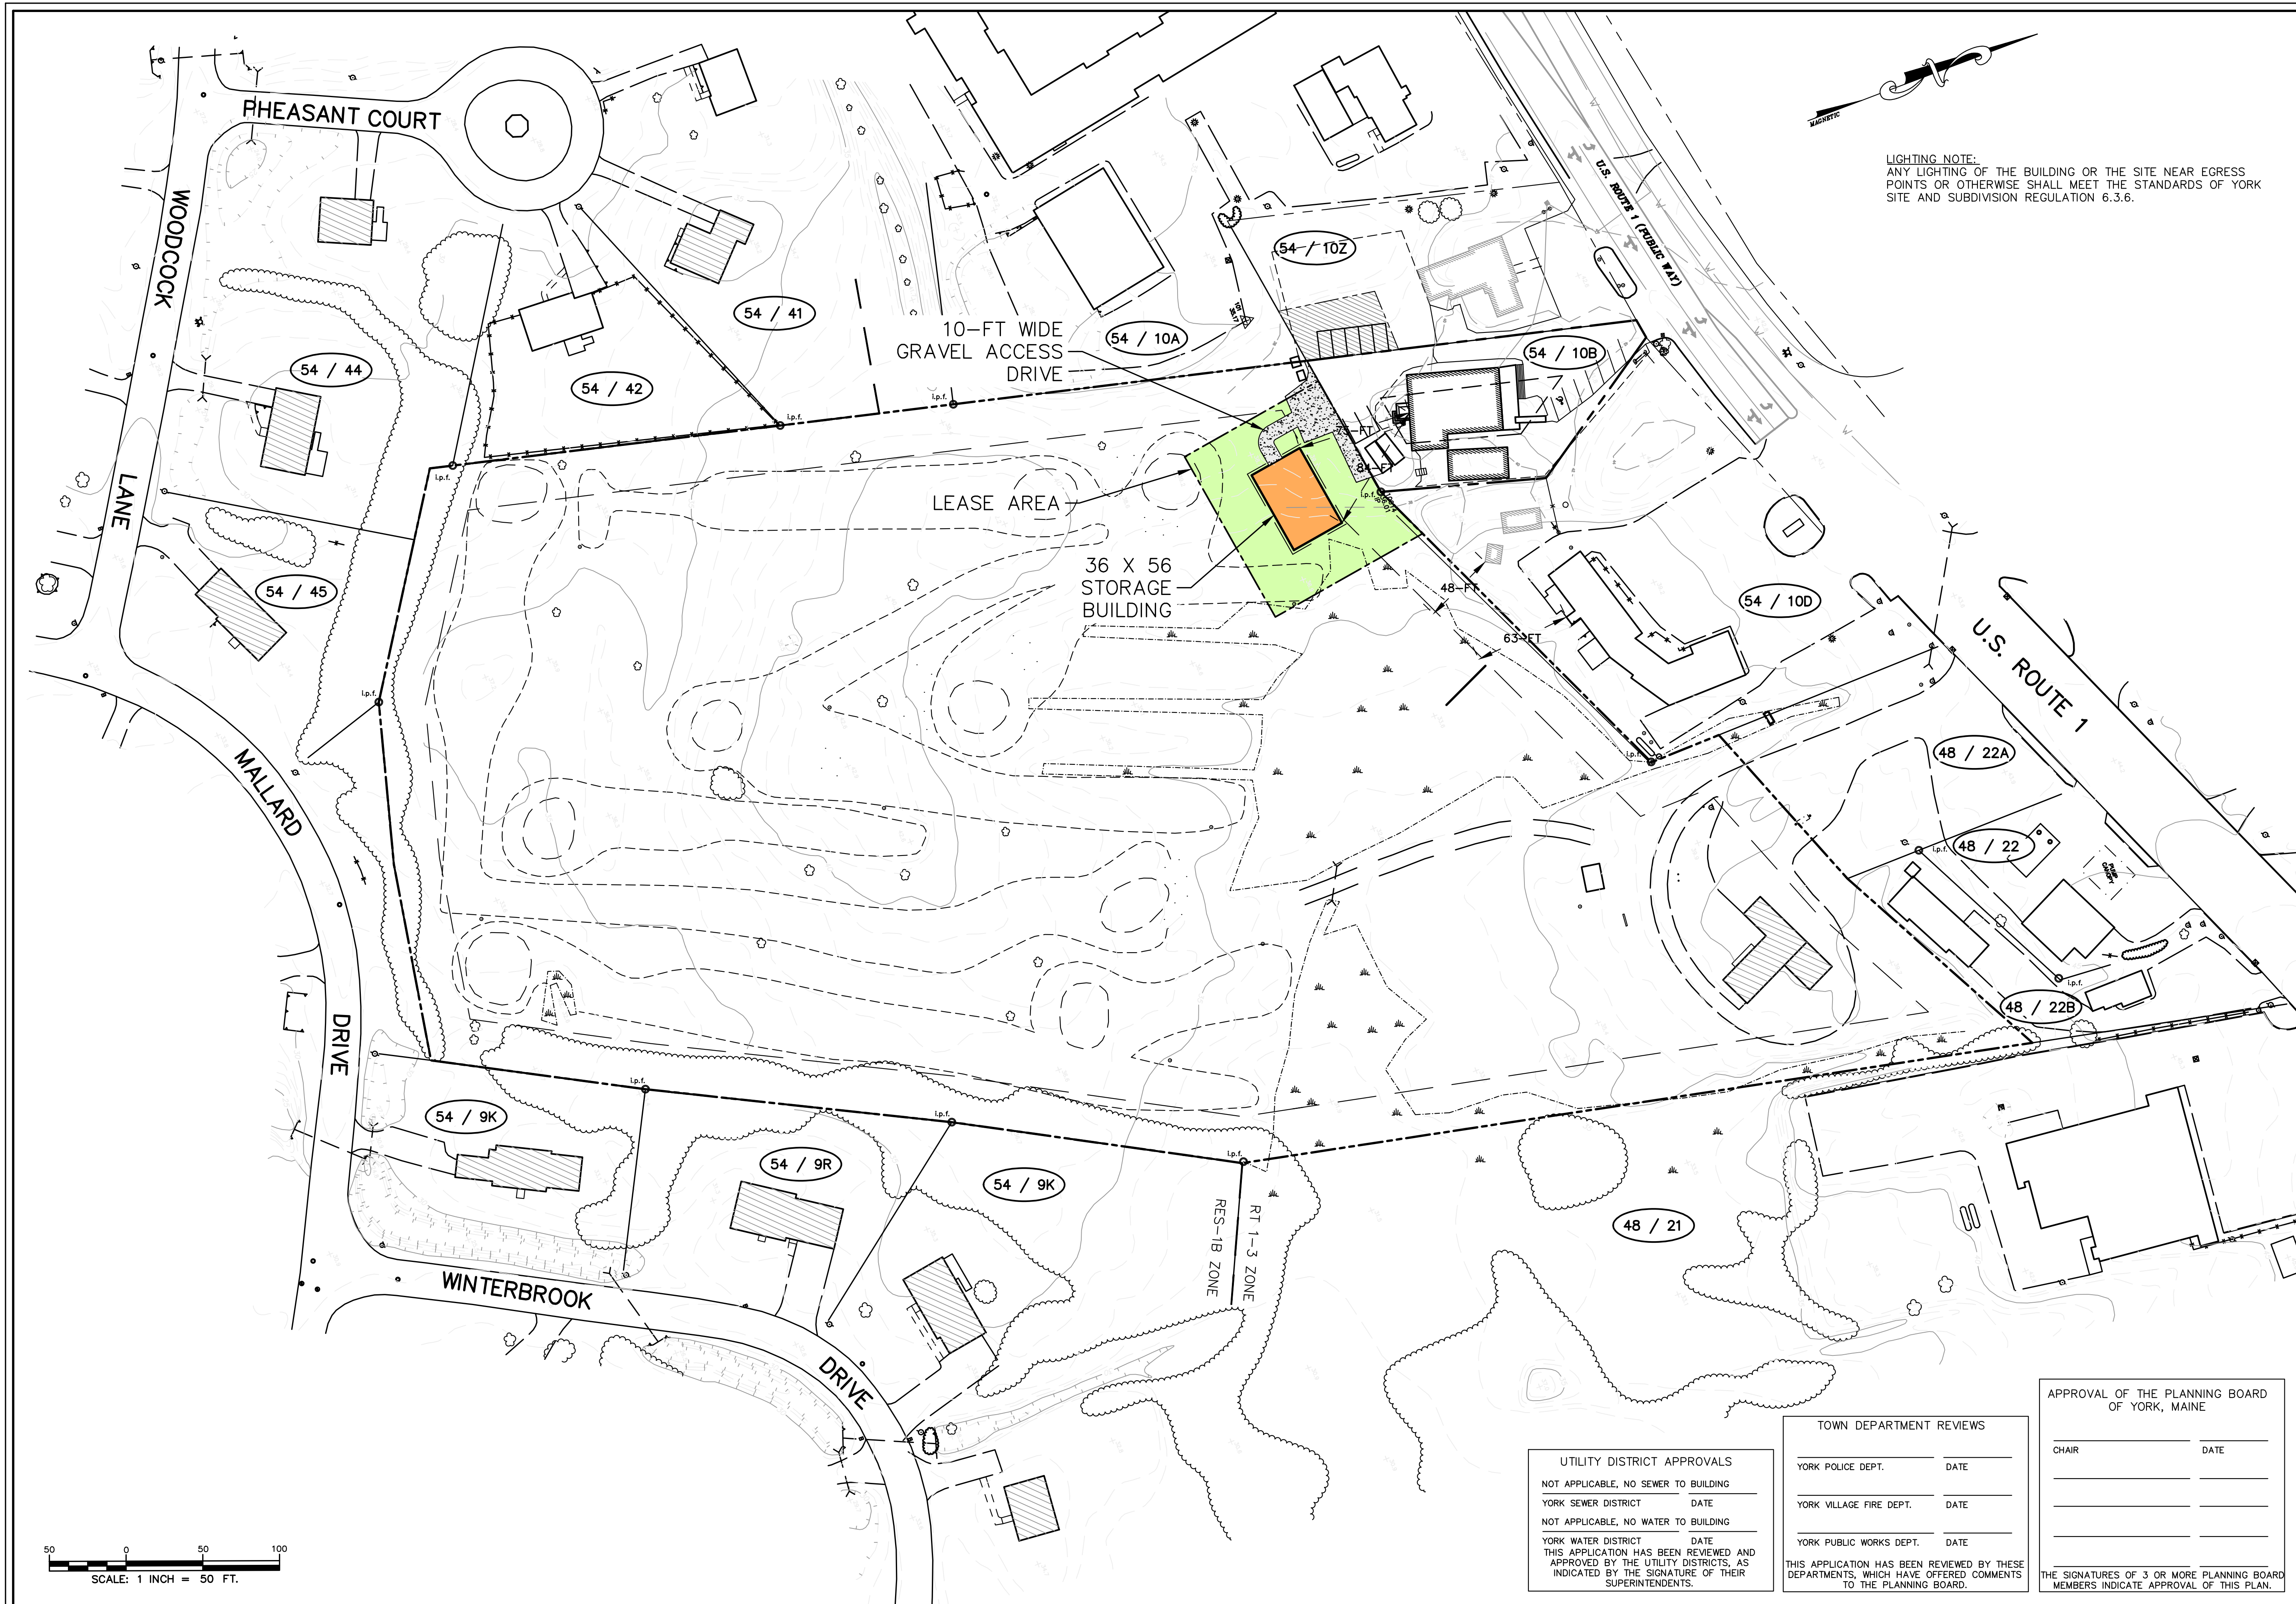 PHEASANT COURT
WOODCOCK
LANE
MAGNETIC
LIGHTING NOTE:
ANY LIGHTING OF THE BUILDING OR THE SITE NEAR EGRESS
POINTS OR OTHERWISE SHALL MEET THE STANDARDS OF YORK
SITE AND SUBDIVISION REGULATION 6.3.6.
U.S. ROUTE 1 (PUBLIC WAY)
54 / 10Z
54 / 41
10-FT WIDE
GRAVEL ACCESS
DRIVE
54 / 10A
54 / 10B
54 / 44
54 / 42
i.p.f.
i.p.f.
i.p.f.
75-FT
84-FT
i.p.f.
LEASE AREA
36 X 56
STORAGE
BUILDING
54 / 45
48-FT
63-FT
54 / 10D
U.S. ROUTE 1
i.p.f.
i.p.f.
MALLARD
DRIVE
48 / 22A
48 / 22
i.p.f.
PUMP
CANOPY
i.p.f.
48 / 22B
54 / 9K
i.p.f.
i.p.f.
54 / 9R
54 / 9K
i.p.f.
RES-1B ZONE
RT 1-3 ZONE
48 / 21
WINTERBROOK
DRIVE
50 0 50 100
SCALE: 1 INCH = 50 FT.
UTILITY DISTRICT APPROVALS
NOT APPLICABLE, NO SEWER TO BUILDING
YORK SEWER DISTRICT DATE
NOT APPLICABLE, NO WATER TO BUILDING
YORK WATER DISTRICT DATE
THIS APPLICATION HAS BEEN REVIEWED AND
APPROVED BY THE UTILITY DISTRICTS, AS
INDICATED BY THE SIGNATURE OF THEIR
SUPERINTENDENTS.
TOWN DEPARTMENT REVIEWS
YORK POLICE DEPT. DATE
YORK VILLAGE FIRE DEPT. DATE
YORK PUBLIC WORKS DEPT. DATE
THIS APPLICATION HAS BEEN REVIEWED BY THESE
DEPARTMENTS, WHICH HAVE OFFERED COMMENTS
TO THE PLANNING BOARD.
APPROVAL OF THE PLANNING BOARD
OF YORK, MAINE
CHAIR DATE
THE SIGNATURES OF 3 OR MORE PLANNING BOARD
MEMBERS INDICATE APPROVAL OF THIS PLAN.